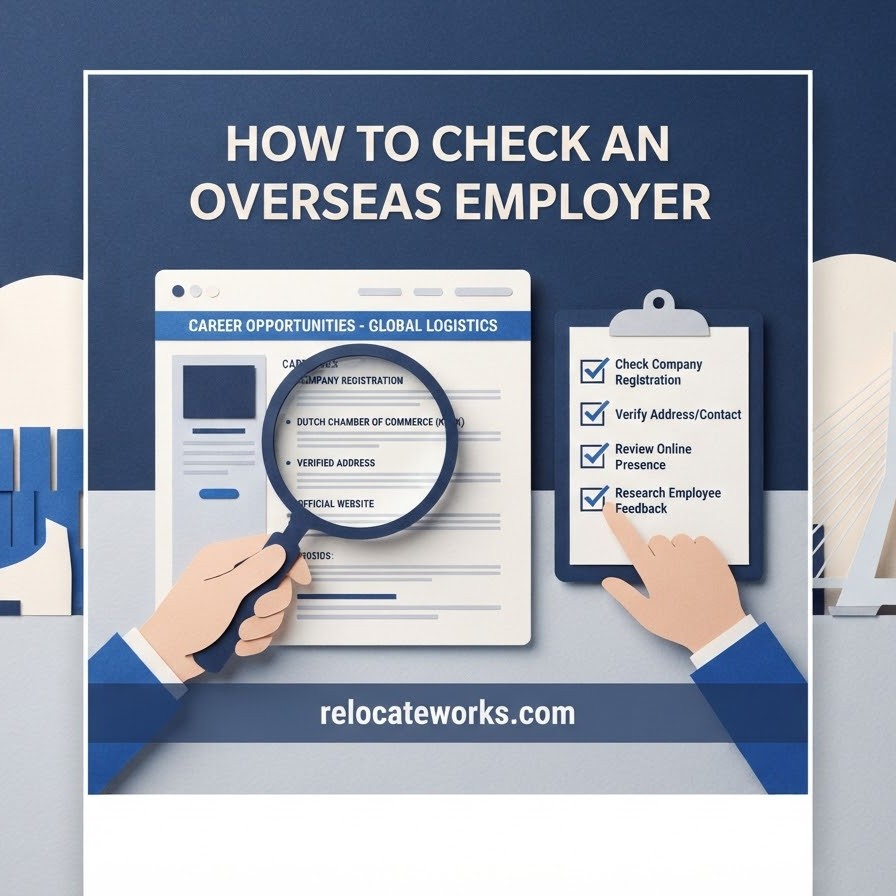 HOW TO CHECK AN
OVERSEAS EMPLOYER
CAREER OPPORTUNITIES - GLOBAL LOGISTICS
COMPANY REGISTRATION
DUTCH CHAMBER OF COMMERCE
VERIFIED ADDRESS
OFFICIAL WEBSITE
Check Company
Registration
Verify Address/Contact
Review Online
Presence
Research Employee
Feedback
relocateworks.com